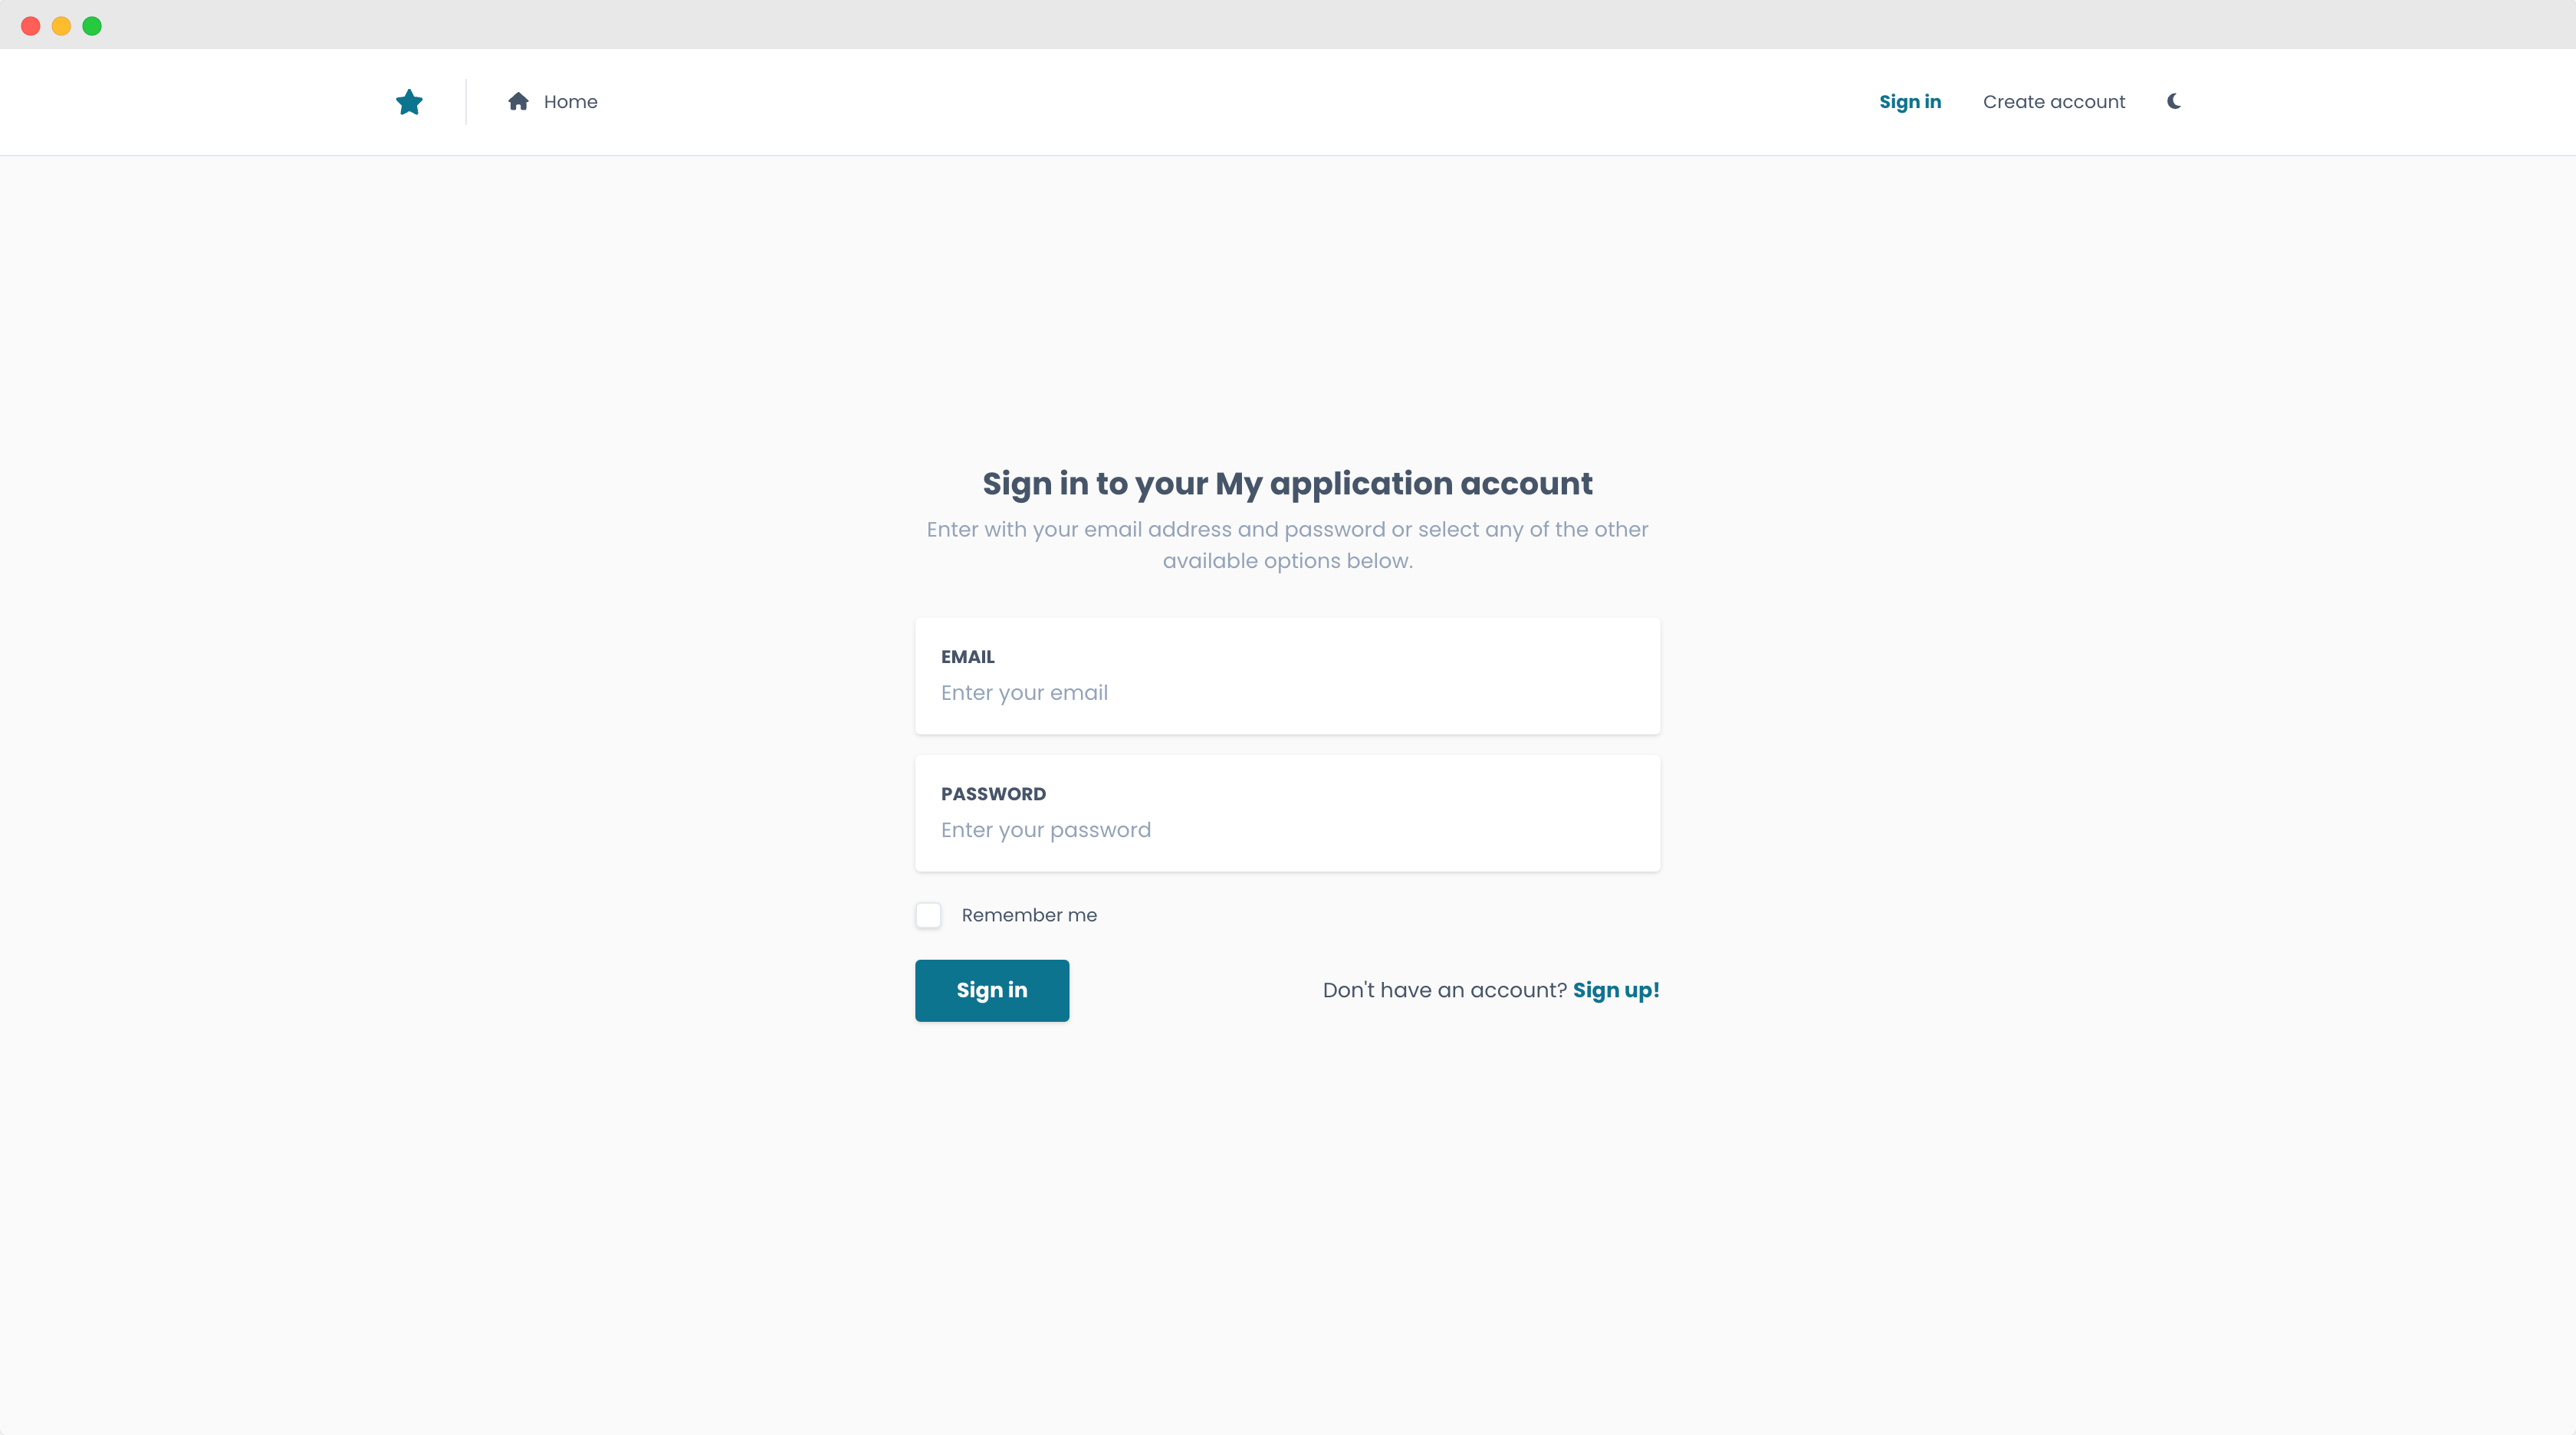 Home
Sign in
Create account
Sign in to your My application account
Enter with your email address and password or select any of the other
available options below.
EMAIL
Enter your email
PASSWORD
Enter your password
Remember me
Sign in
Don't have an account? Sign up!